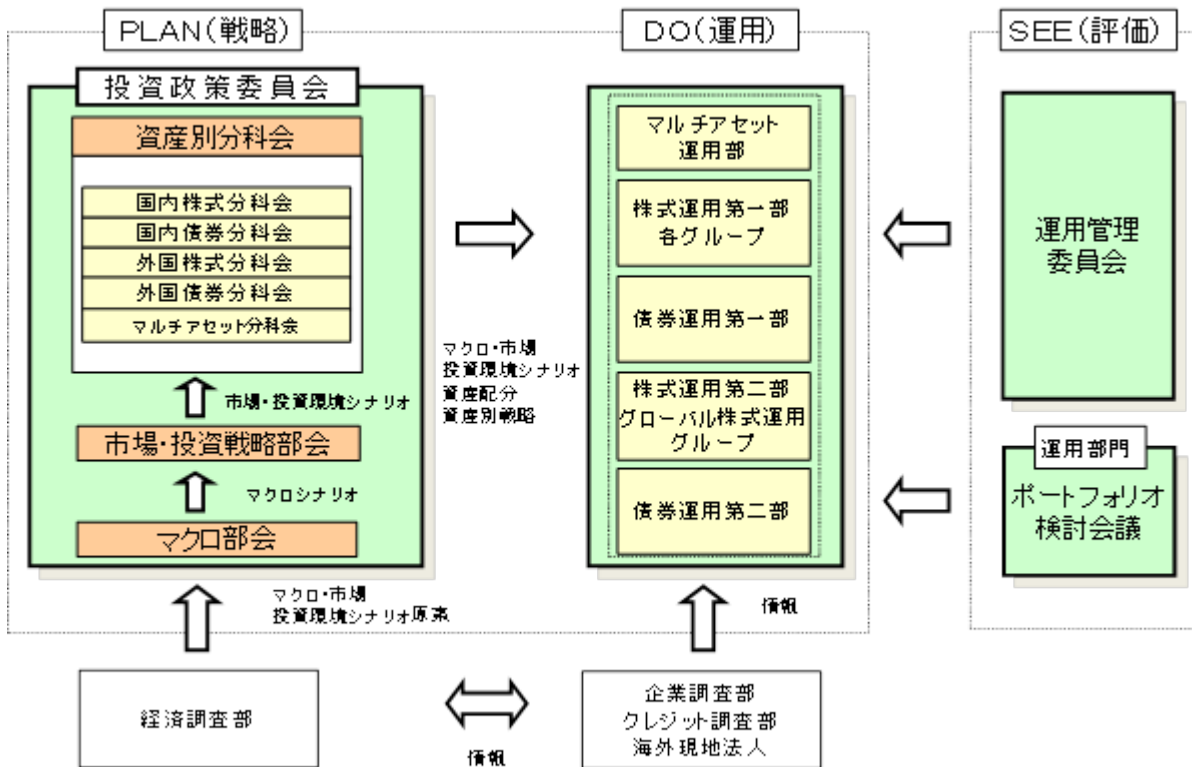 PLAN(戦略)
投資政策委員会
資産別分科会
国内株式分科会
国内債券分科会
外国株式分科会
外国債券分科会
マルチアセット分科会
市場・投資環境シナリオ
市場・投資戦略部会
マクロシナリオ
マクロ部会
マクロ・市場
投資環境シナリオ原案
経済調査部
マクロ・市場
投資環境シナリオ
資産配分
資産別戦略
情報
DO(運用)
マルチアセット
運用部
株式運用第一部
各グループ
債券運用第一部
株式運用第二部
グローバル株式運用
グループ
債券運用第二部
情報
企業調査部
クレジット調査部
海外現地法人
SEE(評価)
運用管理
委員会
運用部門
ポートフォリオ
検討会議